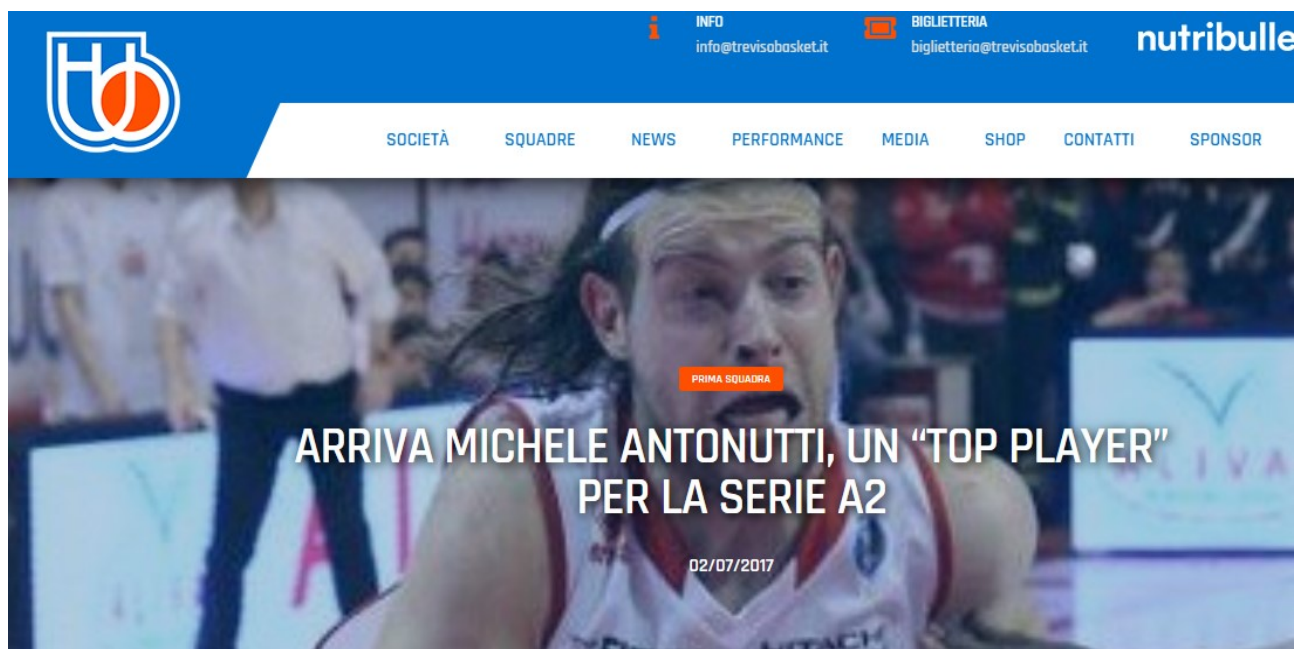 INFO
info@trevisobasket.it
BIGLIETTERIA
biglietteria@trevisobasket.it
nutribulle
SOCIETÀ SQUADRE NEWS PERFORMANCE MEDIA SHOP CONTATTI SPONSOR
PRIMA SQUADRA
ARRIVA MICHELE ANTONUTTI, UN “TOP PLAYER”
PER LA SERIE A2
02/07/2017